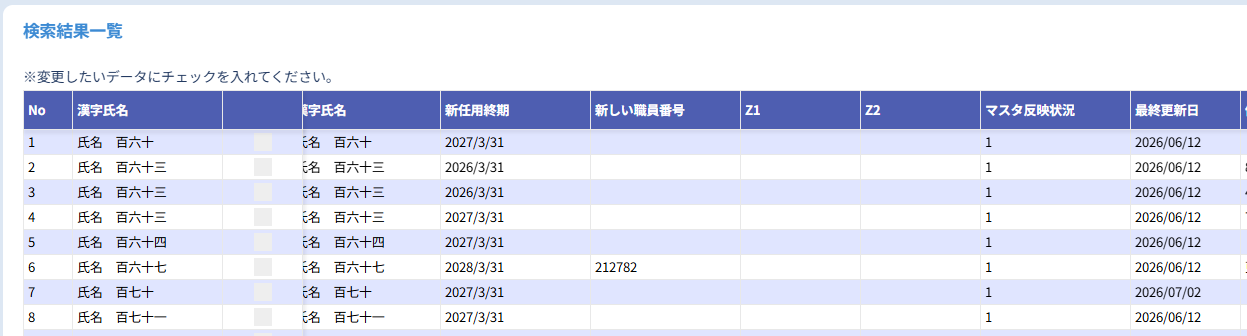 検索結果一覧
※変更したいデータにチェックを入れてください。
No 漢字氏名 漢字氏名 新任用終期 新しい職員番号 Z1 Z2 マスタ反映状況 最終更新日
1 氏名　百六十 氏名　百六十 2027/3/31 1 2026/06/12
2 氏名　百六十三 氏名　百六十三 2026/3/31 1 2026/06/12
3 氏名　百六十三 氏名　百六十三 2026/3/31 1 2026/06/12
4 氏名　百六十三 氏名　百六十三 2027/3/31 1 2026/06/12
5 氏名　百六十四 氏名　百六十四 2027/3/31 1 2026/06/12
6 氏名　百六十七 氏名　百六十七 2028/3/31 212782 1 2026/06/12
7 氏名　百七十 氏名　百七十 2027/3/31 1 2026/07/02
8 氏名　百七十一 氏名　百七十一 2027/3/31 1 2026/06/12